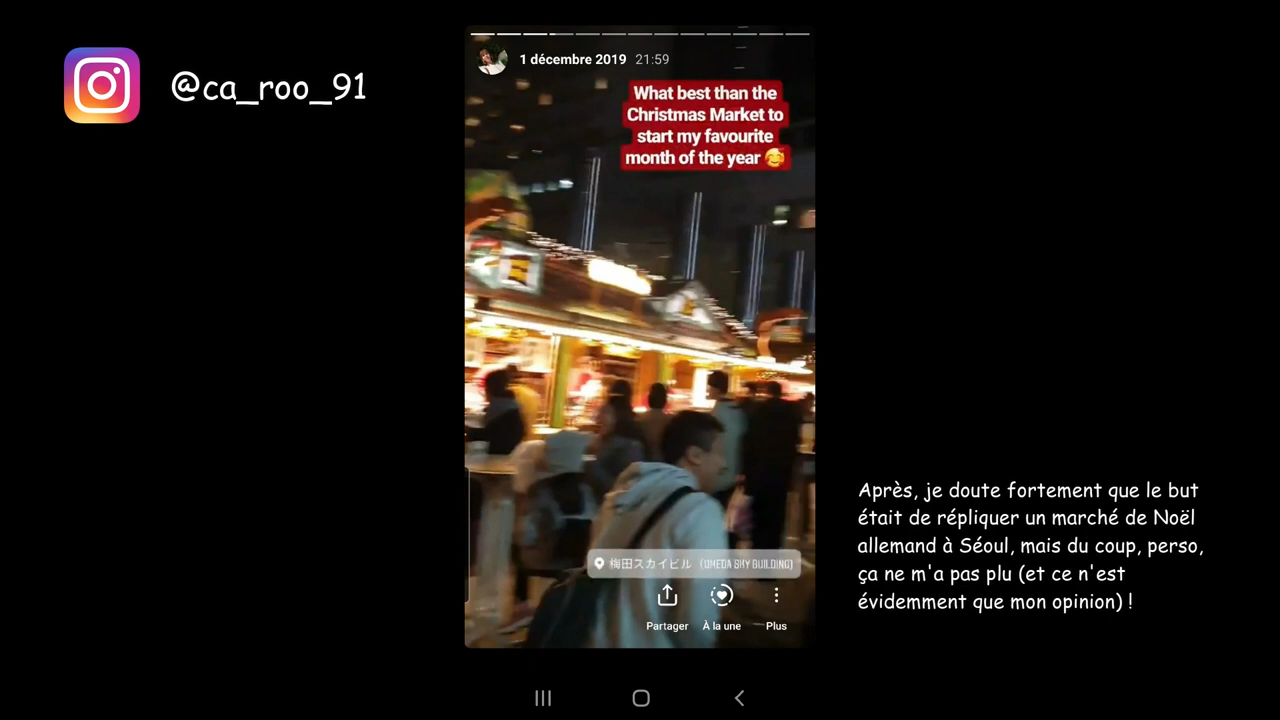 @ca_roo_91
1 décembre 2019 21:59
What best than the
Christmas Market to
start my favourite
month of the year 🥰
梅田スカイビル (UMEDA SKY BUILDING)
Partager À la une Plus
Après, je doute fortement que le but
était de répliquer un marché de Noël
allemand à Séoul, mais du coup, perso,
ça ne m'a pas plu (et ce n'est
évidemment que mon opinion) !